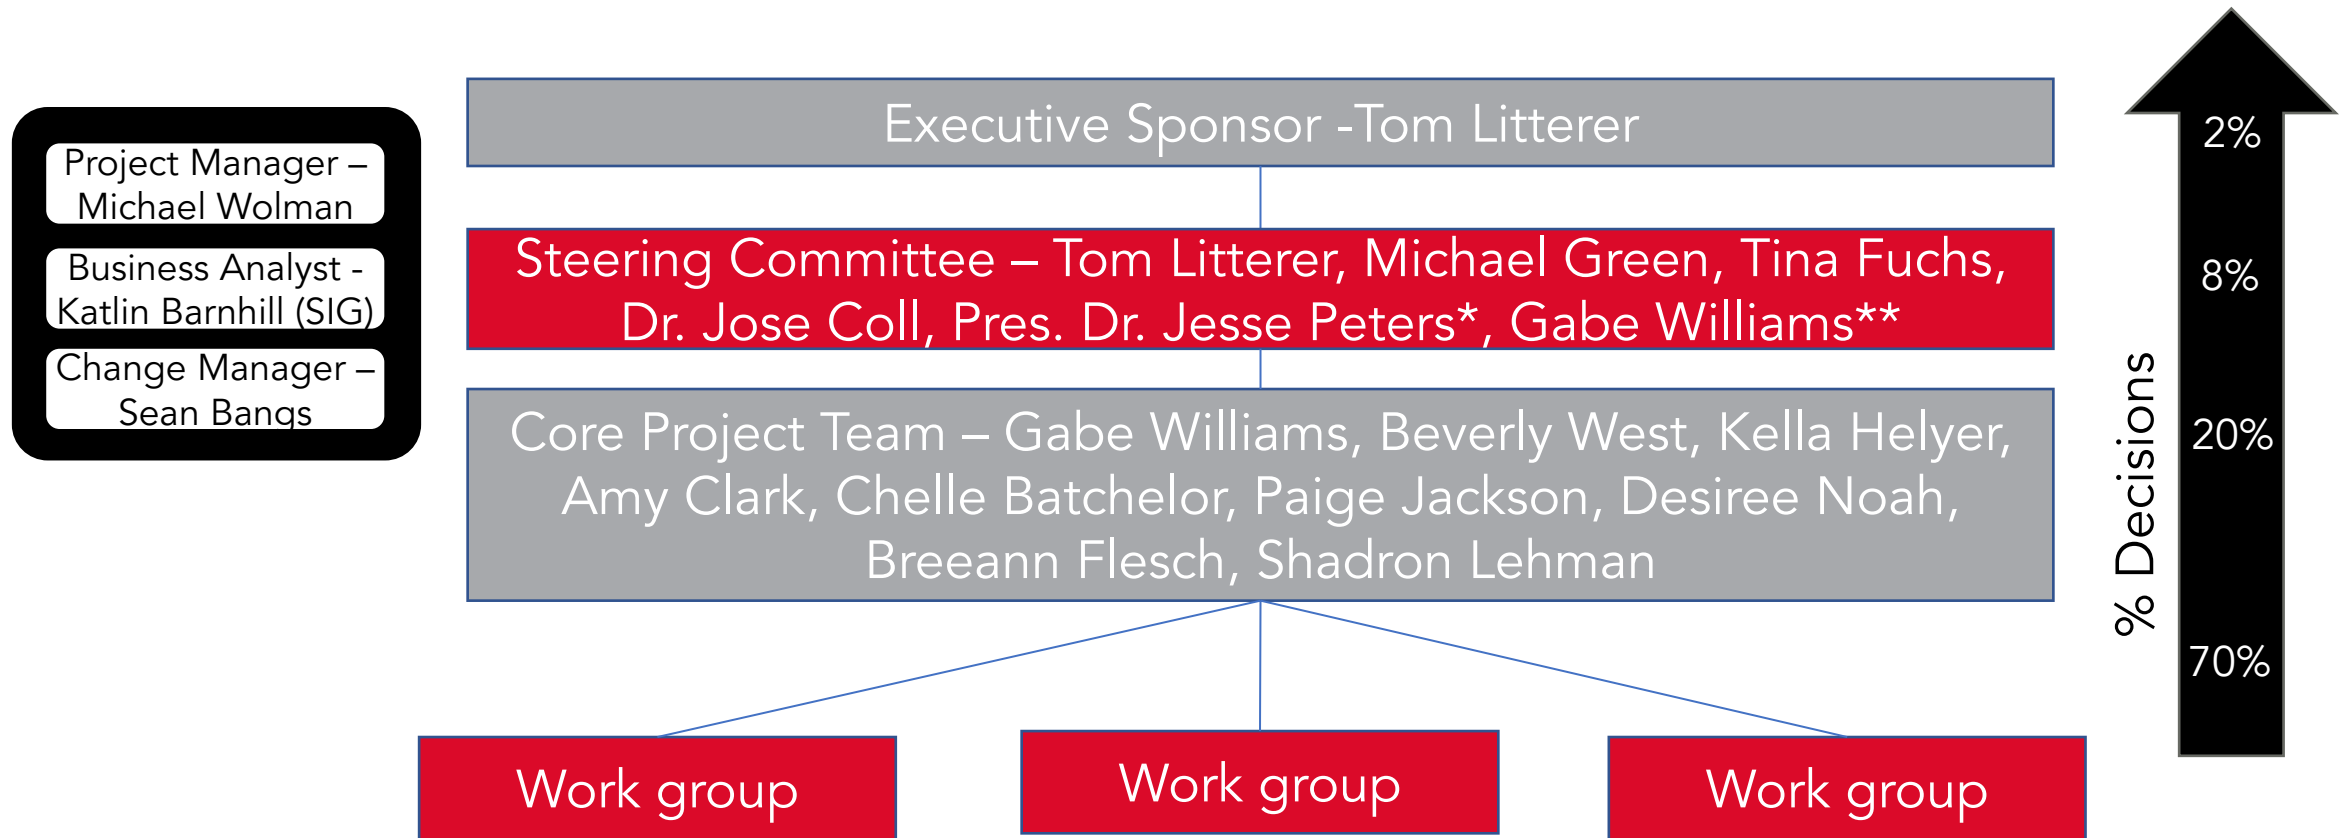 Project Manager –
Michael Wolman
Business Analyst -
Katlin Barnhill (SIG)
Change Manager –
Sean Bangs
Executive Sponsor -Tom Litterer
Steering Committee – Tom Litterer, Michael Green, Tina Fuchs,
Dr. Jose Coll, Pres. Dr. Jesse Peters*, Gabe Williams**
Core Project Team – Gabe Williams, Beverly West, Kella Helyer,
Amy Clark, Chelle Batchelor, Paige Jackson, Desiree Noah,
Breeann Flesch, Shadron Lehman
Work group
Work group
Work group
% Decisions
2%
8%
20%
70%